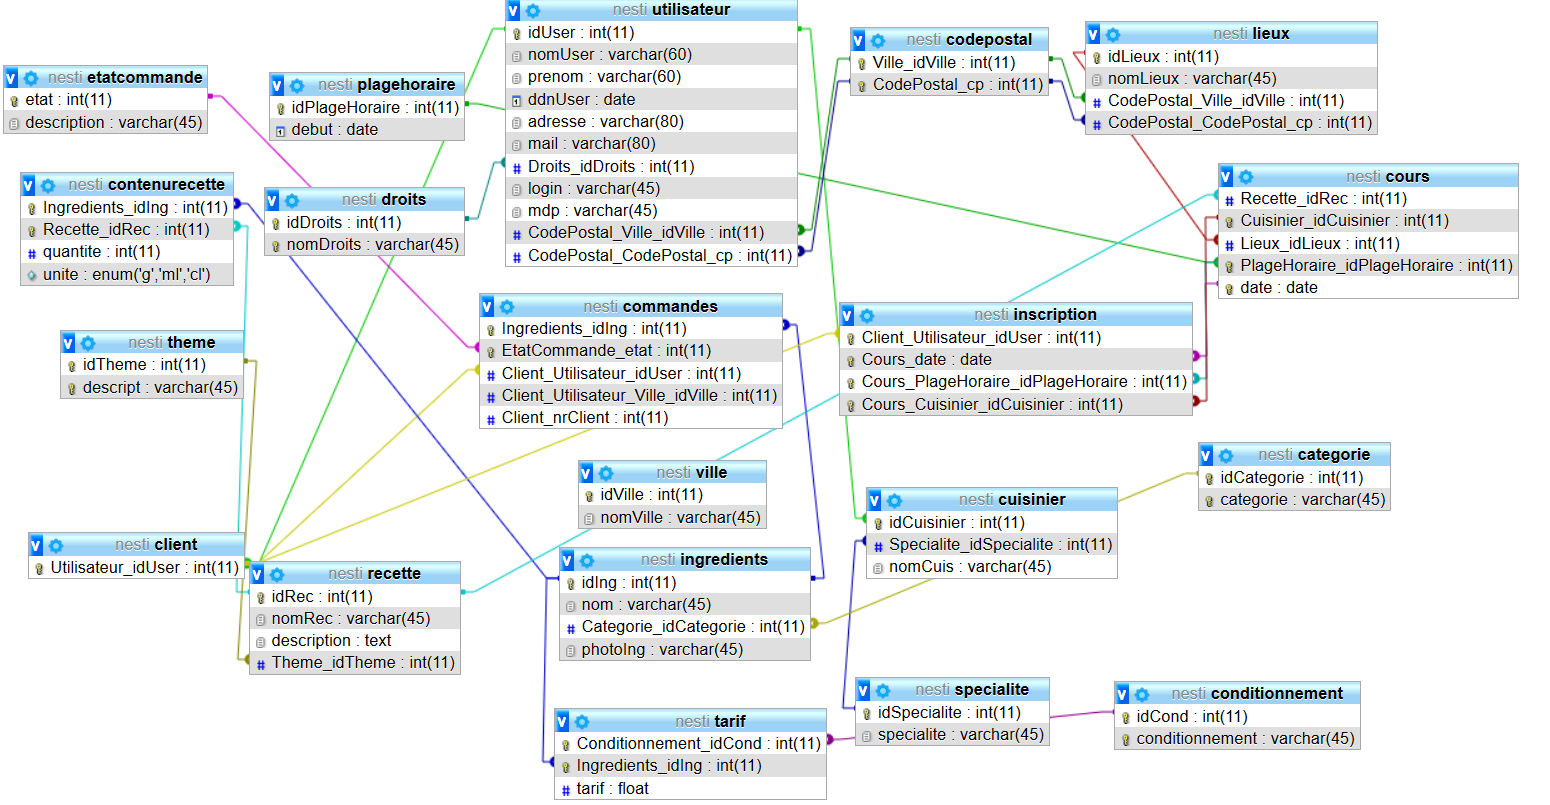 v nesti etatcommande
etat : int(11)
description : varchar(45)
v nesti plagehoraire
idPlageHoraire : int(11)
debut : date
v nesti utilisateur
idUser : int(11)
nomUser : varchar(60)
prenom : varchar(60)
ddnUser : date
adresse : varchar(80)
mail : varchar(80)
# Droits_idDroits : int(11)
login : varchar(45)
mdp : varchar(45)
# CodePostal_Ville_idVille : int(11)
# CodePostal_CodePostal_cp : int(11)
v nesti codepostal
Ville_idVille : int(11)
CodePostal_cp : int(11)
v nesti lieux
idLieux : int(11)
nomLieux : varchar(45)
# CodePostal_Ville_idVille : int(11)
# CodePostal_CodePostal_cp : int(11)
v nesti contenurecette
Ingredients_idIng : int(11)
Recette_idRec : int(11)
# quantite : int(11)
unite : enum('g','ml','cl')
v nesti droits
idDroits : int(11)
nomDroits : varchar(45)
v nesti cours
# Recette_idRec : int(11)
Cuisinier_idCuisinier : int(11)
# Lieux_idLieux : int(11)
PlageHoraire_idPlageHoraire : int(11)
date : date
v nesti theme
idTheme : int(11)
descript : varchar(45)
v nesti commandes
Ingredients_idIng : int(11)
EtatCommande_etat : int(11)
# Client_Utilisateur_idUser : int(11)
# Client_Utilisateur_Ville_idVille : int(11)
# Client_nrClient : int(11)
v nesti inscription
Client_Utilisateur_idUser : int(11)
Cours_date : date
Cours_PlageHoraire_idPlageHoraire : int(11)
Cours_Cuisinier_idCuisinier : int(11)
v nesti ville
idVille : int(11)
nomVille : varchar(45)
v nesti categorie
idCategorie : int(11)
categorie : varchar(45)
v nesti cuisinier
idCuisinier : int(11)
# Specialite_idSpecialite : int(11)
nomCuis : varchar(45)
v nesti client
Utilisateur_idUser : int(11)
v nesti recette
idRec : int(11)
nomRec : varchar(45)
description : text
# Theme_idTheme : int(11)
v nesti ingredients
idIng : int(11)
nom : varchar(45)
# Categorie_idCategorie : int(11)
photoIng : varchar(45)
v nesti tarif
Conditionnement_idCond : int(11)
Ingredients_idIng : int(11)
# tarif : float
v nesti specialite
idSpecialite : int(11)
specialite : varchar(45)
v nesti conditionnement
idCond : int(11)
conditionnement : varchar(45)